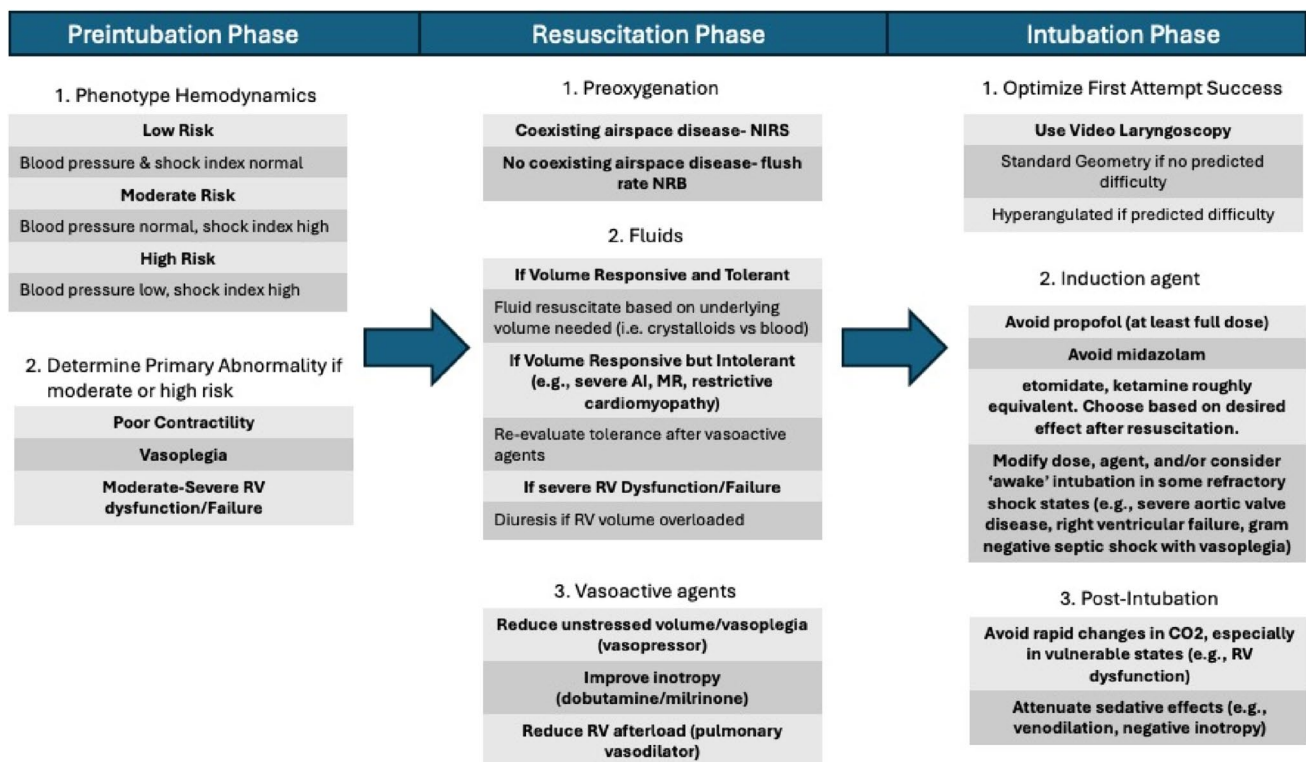 Preintubation Phase
Resuscitation Phase
Intubation Phase
1. Phenotype Hemodynamics
Low Risk
Blood pressure & shock index normal
Moderate Risk
Blood pressure normal, shock index high
High Risk
Blood pressure low, shock index high
2. Determine Primary Abnormality if
moderate or high risk
Poor Contractility
Vasoplegia
Moderate-Severe RV
dysfunction/Failure
1. Preoxygenation
Coexisting airspace disease- NIRS
No coexisting airspace disease- flush
rate NRB
2. Fluids
If Volume Responsive and Tolerant
Fluid resuscitate based on underlying
volume needed (i.e. crystalloids vs blood)
If Volume Responsive but Intolerant
(e.g., severe AI, MR, restrictive
cardiomyopathy)
Re-evaluate tolerance after vasoactive
agents
If severe RV Dysfunction/Failure
Diuresis if RV volume overloaded
3. Vasoactive agents
Reduce unstressed volume/vasoplegia
(vasopressor)
Improve inotropy
(dobutamine/milrinone)
Reduce RV afterload (pulmonary
vasodilator)
1. Optimize First Attempt Success
Use Video Laryngoscopy
Standard Geometry if no predicted
difficulty
Hyperangulated if predicted difficulty
2. Induction agent
Avoid propofol (at least full dose)
Avoid midazolam
etomidate, ketamine roughly
equivalent. Choose based on desired
effect after resuscitation.
Modify dose, agent, and/or consider
‘awake’ intubation in some refractory
shock states (e.g., severe aortic valve
disease, right ventricular failure, gram
negative septic shock with vasoplegia)
3. Post-Intubation
Avoid rapid changes in CO2, especially
in vulnerable states (e.g., RV
dysfunction)
Attenuate sedative effects (e.g.,
venodilation, negative inotropy)